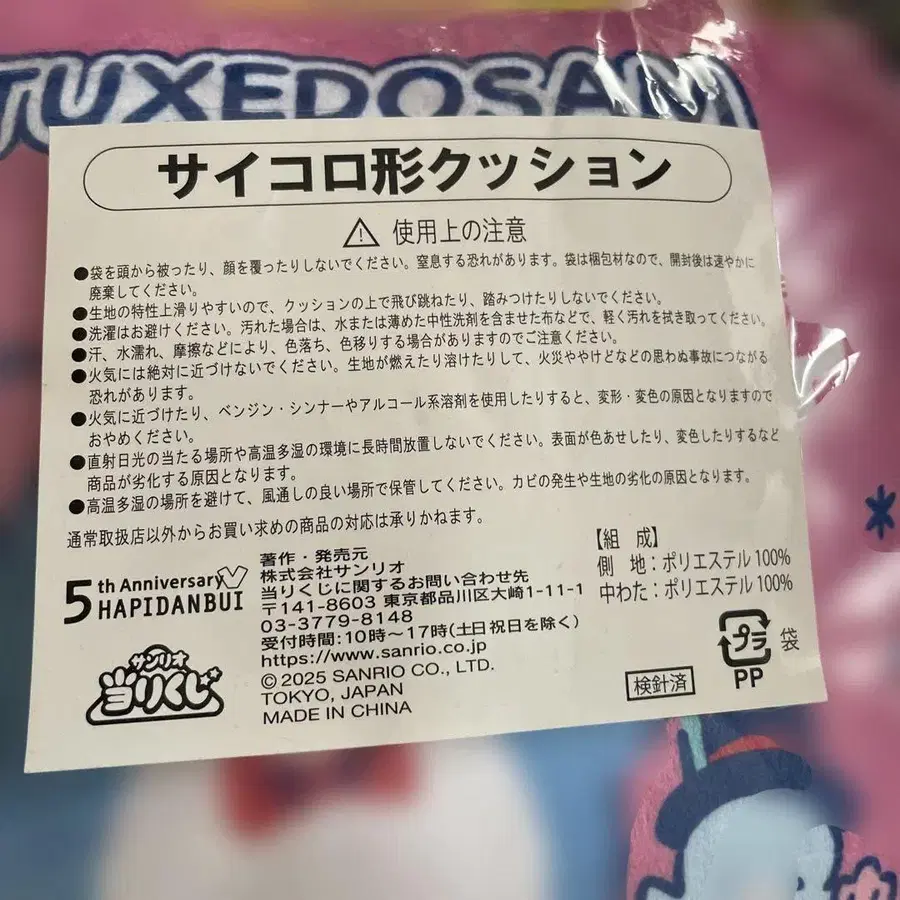 TUXEDOSAM
サイコロ形クッション
⚠ 使用上の注意
●袋を頭から被ったり、顔を覆ったりしないでください。窒息する恐れがあります。袋は梱包材なので、開封後は速やかに
廃棄してください。
●生地の特性上滑りやすいので、クッションの上で飛び跳ねたり、踏みつけたりしないでください。
●洗濯はお避けください。汚れた場合は、水または薄めた中性洗剤を含ませた布などで、軽く汚れを拭き取ってください。
●汗、水濡れ、摩擦などにより、色落ち、色移りする場合がありますのでご注意ください。
●火気には絶対に近づけないでください。生地が燃えたり溶けたりして、火災ややけどなどの思わぬ事故につながる
恐れがあります。
●火気に近づけたり、ベンジン・シンナーやアルコール系溶剤を使用したりすると、変形・変色の原因となりますので
おやめください。
●直射日光の当たる場所や高温多湿の環境に長時間放置しないでください。表面が色あせしたり、変色したりするなど
商品が劣化する原因となります。
●高温多湿の場所を避けて、風通しの良い場所で保管してください。カビの発生や生地の劣化の原因となります。
通常取扱店以外からお買い求めの商品の対応は承りかねます。
5th Anniversary
HAPIDANBUI
サンリオ
当りくじ
著作・発売元
株式会社サンリオ
当りくじに関するお問い合わせ先
〒141-8603 東京都品川区大崎1-11-1
03-3779-8148
受付時間:10時〜17時(土日祝日を除く)
https://www.sanrio.co.jp
© 2025 SANRIO CO., LTD.
TOKYO, JAPAN
MADE IN CHINA
【組 成】
側 地:ポリエステル100%
中わた:ポリエステル100%
プラ 袋
PP
検針済